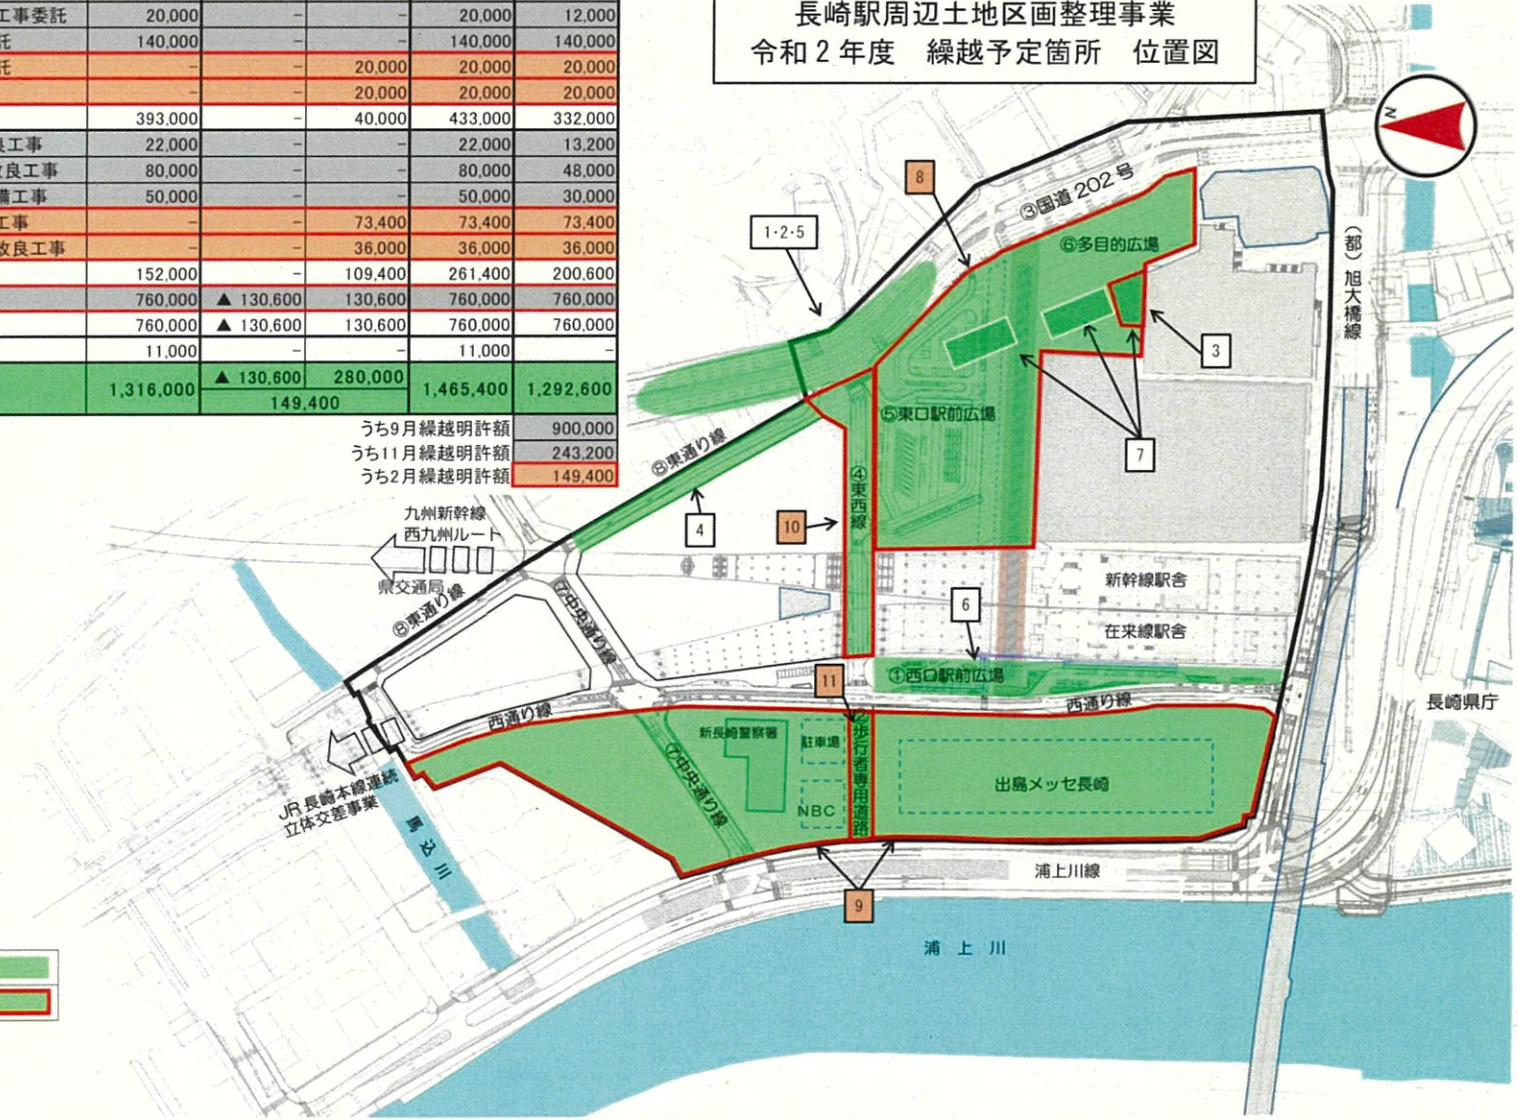 工事委託 20,000 － － 20,000 12,000
託 140,000 － － 140,000 140,000
託 － － 20,000 20,000 20,000
－ － 20,000 20,000 20,000
393,000 － 40,000 433,000 332,000
良工事 22,000 － － 22,000 13,200
改良工事 80,000 － － 80,000 48,000
備工事 50,000 － － 50,000 30,000
工事 － － 73,400 73,400 73,400
改良工事 － － 36,000 36,000 36,000
152,000 － 109,400 261,400 200,600
760,000 ▲ 130,600 130,600 760,000 760,000
760,000 ▲ 130,600 130,600 760,000 760,000
11,000 － － 11,000 －
1,316,000 ▲ 130,600 280,000 1,465,400 1,292,600
149,400
うち9月繰越明許額 900,000
うち11月繰越明許額 243,200
うち2月繰越明許額 149,400
長崎駅周辺土地区画整理事業
令和２年度　繰越予定箇所　位置図
N
8
③国道202号
1・2・5
⑥多目的広場
(都)旭大橋線
3
⑤東口駅前広場
7
⑧東通り線
④東西線
4
10
九州新幹線
西九州ルート
県交通局
⑧東通り線
⑦中央通り線
新幹線駅舎
6
在来線駅舎
①西口駅前広場
11
西通り線
西通り線
長崎県庁
新長崎警察署
駐車場
②歩行者専用道路
⑦中央通り線
出島メッセ長崎
NBC
JR長崎本線連続
立体交差事業
馬込川
浦上川線
9
浦上川